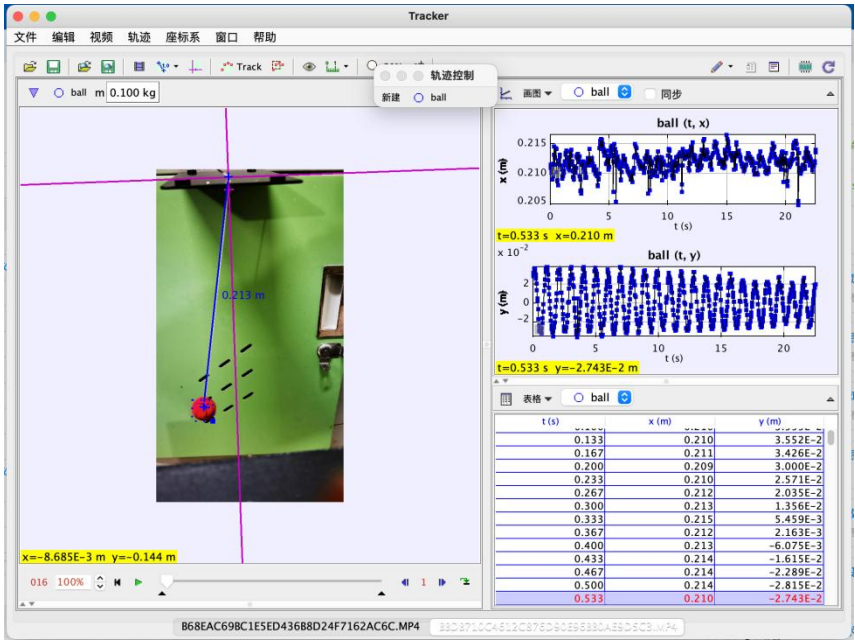 Tracker
文件 编辑 视频 轨迹 座标系 窗口 帮助
Track
轨迹控制
新建 ball
ball m 0.100 kg
画图 ball 同步
ball (t, x)
x (m)
0.215
0.210
0.205
0 5 10 15 20
t (s)
t=0.533 s x=0.210 m
x 10⁻²
ball (t, y)
y (m)
2
0
−2
0 5 10 15 20
t (s)
t=0.533 s y=−2.743E−2 m
0.213 m
表格 ball
t (s) x (m) y (m)
0.133 0.210 3.552E−2
0.167 0.211 3.426E−2
0.200 0.209 3.000E−2
0.233 0.210 2.571E−2
0.267 0.212 2.035E−2
0.300 0.213 1.356E−2
0.333 0.215 5.459E−3
0.367 0.212 2.163E−3
0.400 0.213 −6.075E−3
0.433 0.214 −1.615E−2
0.467 0.214 −2.289E−2
0.500 0.214 −2.815E−2
0.533 0.210 −2.743E−2
x=−8.685E−3 m y=−0.144 m
016 100% 1
B68EAC69BC1E5ED436B8D24F7162AC6C.MP4